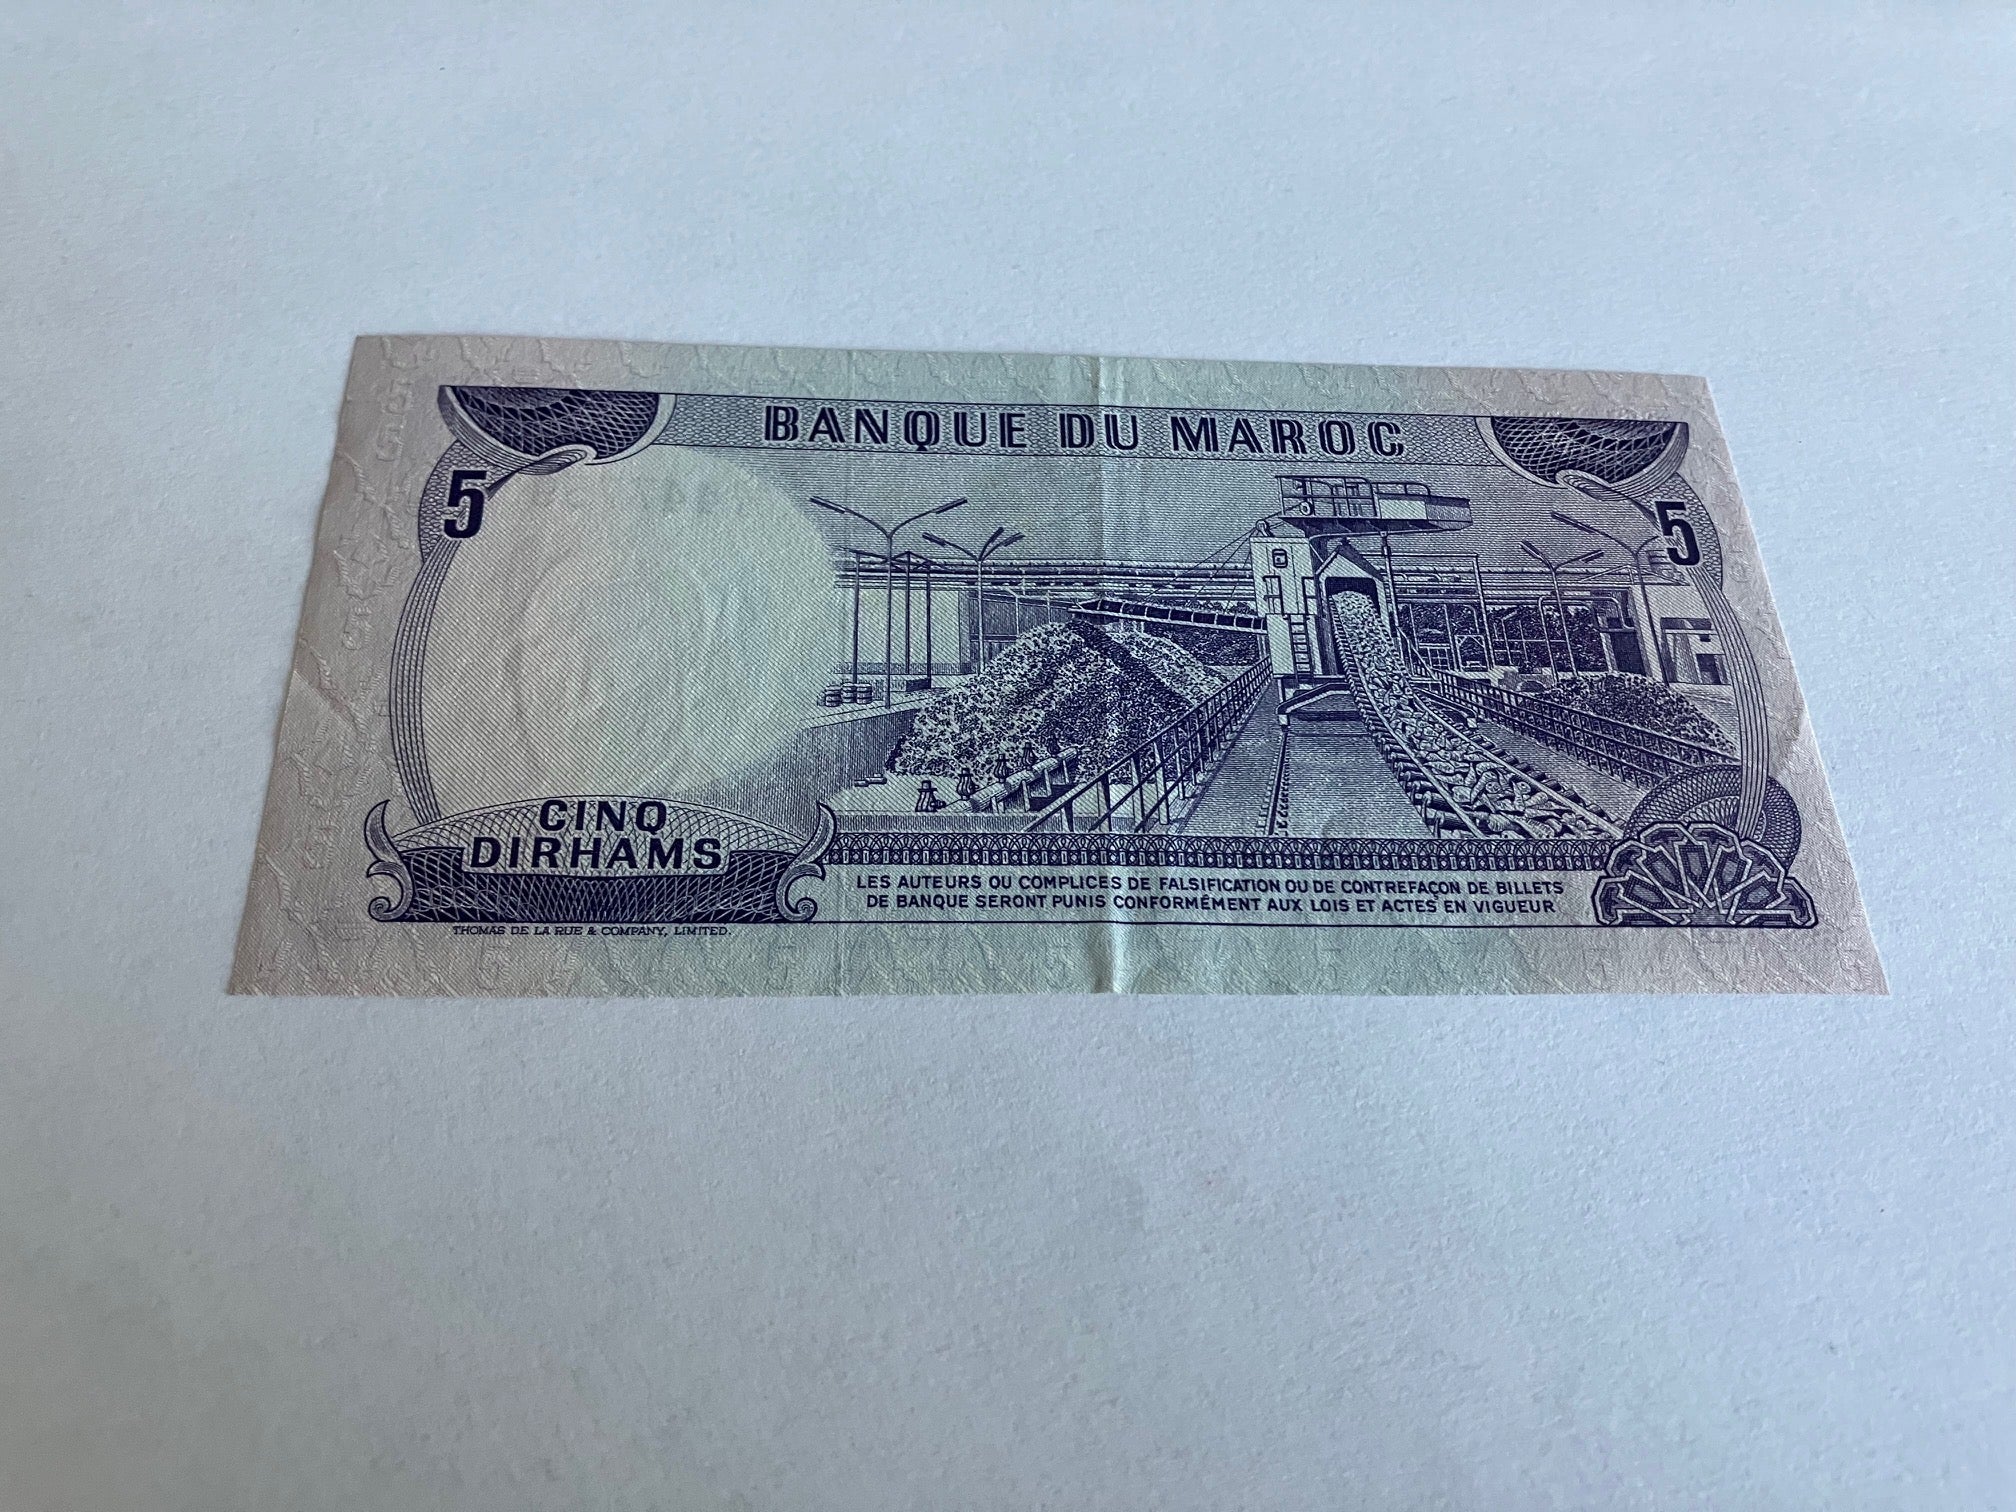 BANQUE DU MAROC
5
5
CINQ
DIRHAMS
LES AUTEURS OU COMPLICES DE FALSIFICATION OU DE CONTREFAÇON DE BILLETS
DE BANQUE SERONT PUNIS CONFORMÉMENT AUX LOIS ET ACTES EN VIGUEUR
THOMAS DE LA RUE & COMPANY, LIMITED.